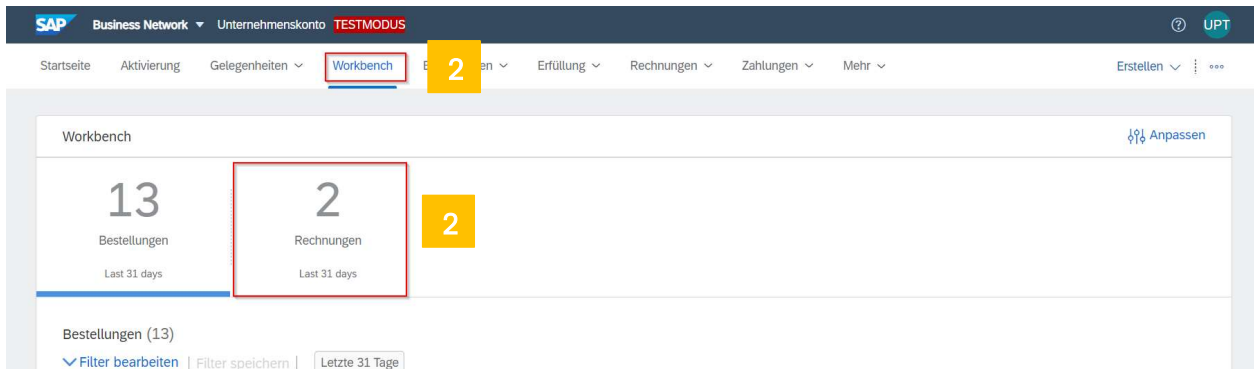 SAP Business Network Unternehmenskonto TESTMODUS UPT
Startseite Aktivierung Gelegenheiten Workbench 2 Erfüllung Rechnungen Zahlungen Mehr Erstellen
Workbench Anpassen
13 2
2
Bestellungen Rechnungen
Last 31 days Last 31 days
Bestellungen (13)
Filter bearbeiten | Filter speichern | Letzte 31 Tage